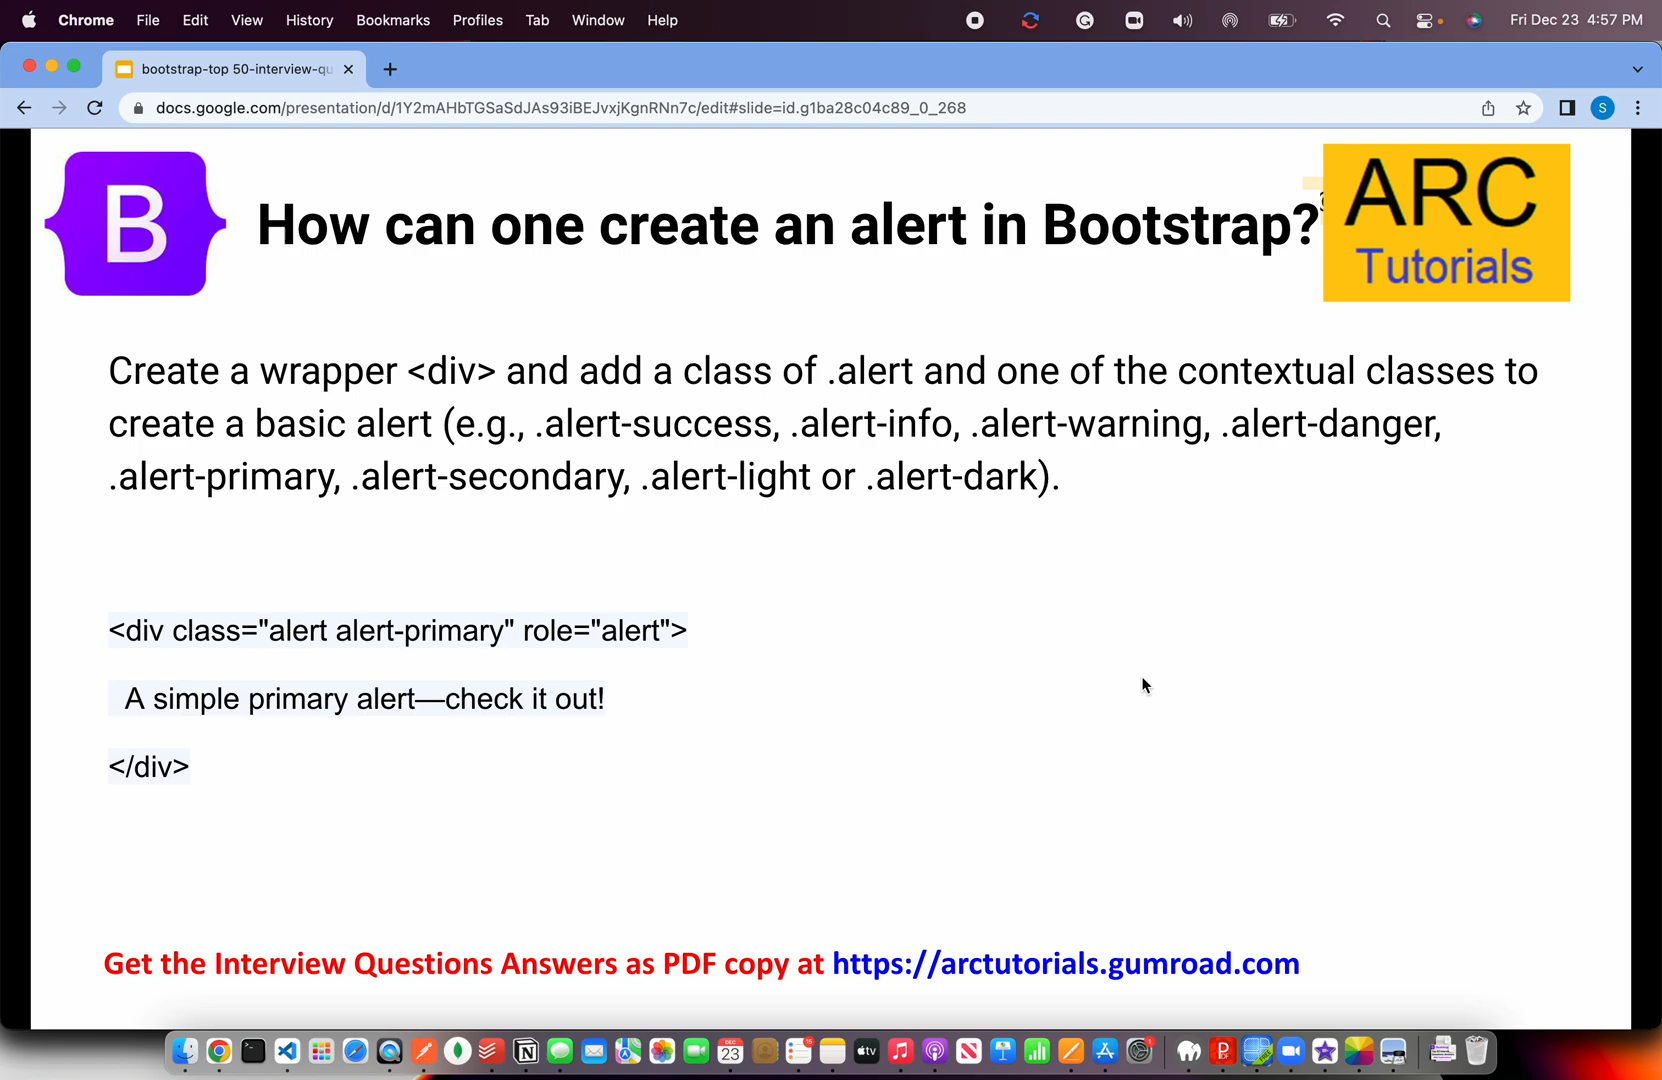 Chrome File Edit View History Bookmarks Profiles Tab Window Help Fri Dec 23 4:57 PM
bootstrap-top 50-interview-qu
docs.google.com/presentation/d/1Y2mAHbTGSaSdJAs93iBEJvxjKgnRNn7c/edit#slide=id.g1ba28c04c89_0_268
S
B
How can one create an alert in Bootstrap?
ARC
Tutorials
Create a wrapper <div> and add a class of .alert and one of the contextual classes to
create a basic alert (e.g., .alert-success, .alert-info, .alert-warning, .alert-danger,
.alert-primary, .alert-secondary, .alert-light or .alert-dark).
<div class="alert alert-primary" role="alert">
A simple primary alert—check it out!
</div>
Get the Interview Questions Answers as PDF copy at https://arctutorials.gumroad.com
DEC
23
tv